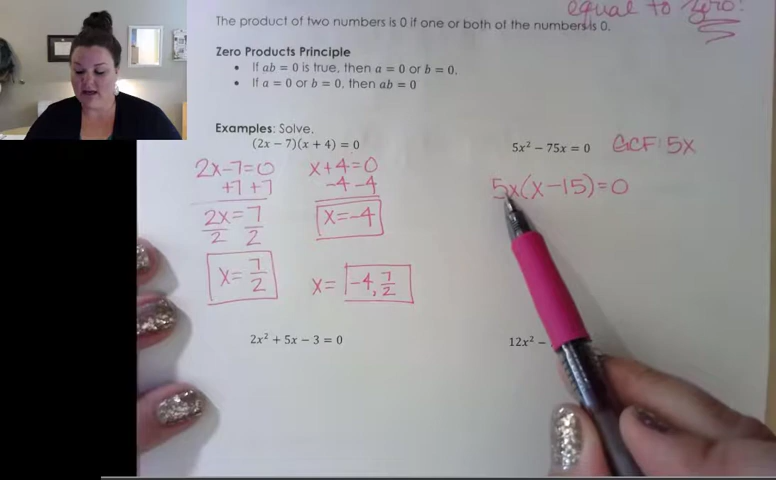 equal to zero!
The product of two numbers is 0 if one or both of the numbers is 0.
Zero Products Principle
• If ab = 0 is true, then a = 0 or b = 0.
• If a = 0 or b = 0, then ab = 0
Examples: Solve.
(2x − 7)(x + 4) = 0
2x-7=0
+7 +7
2x=7
2 2
x= 7/2
x+4=0
-4 -4
x=-4
x= -4, 7/2
5x² − 75x = 0 GCF: 5x
5x(x-15)=0
2x² + 5x − 3 = 0
12x² −